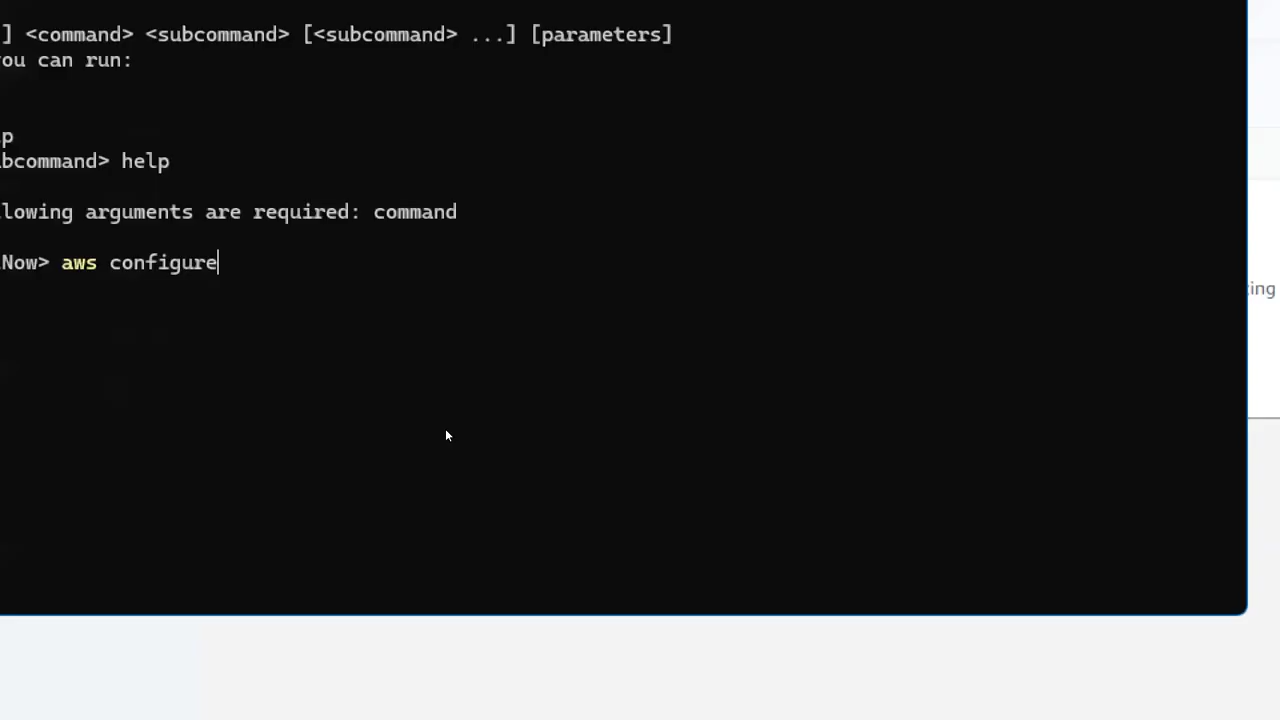 ] <command> <subcommand> [<subcommand> ...] [parameters]
ou can run:
p
bcommand> help
lowing arguments are required: command
Now> aws configure
ing